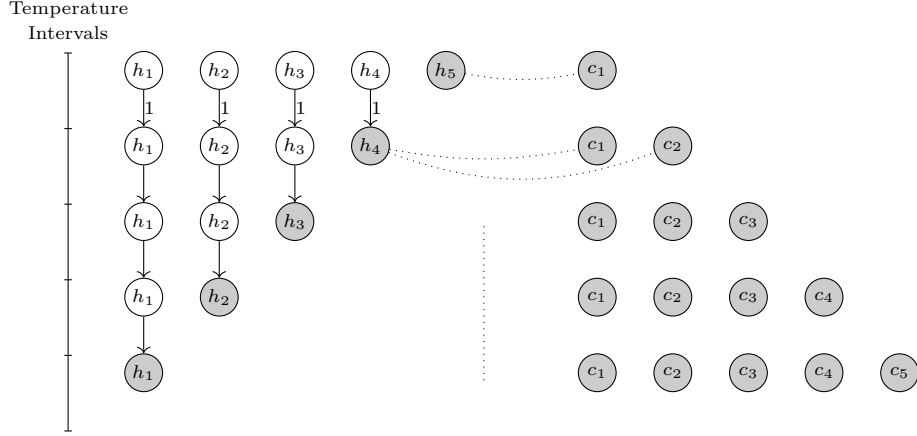 Temperature
Intervals
h₁ h₂ h₃ h₄ h₅ c₁
1 1 1 1
h₁ h₂ h₃ h₄ c₁ c₂
h₁ h₂ h₃ c₁ c₂ c₃
h₁ h₂ c₁ c₂ c₃ c₄
h₁ c₁ c₂ c₃ c₄ c₅